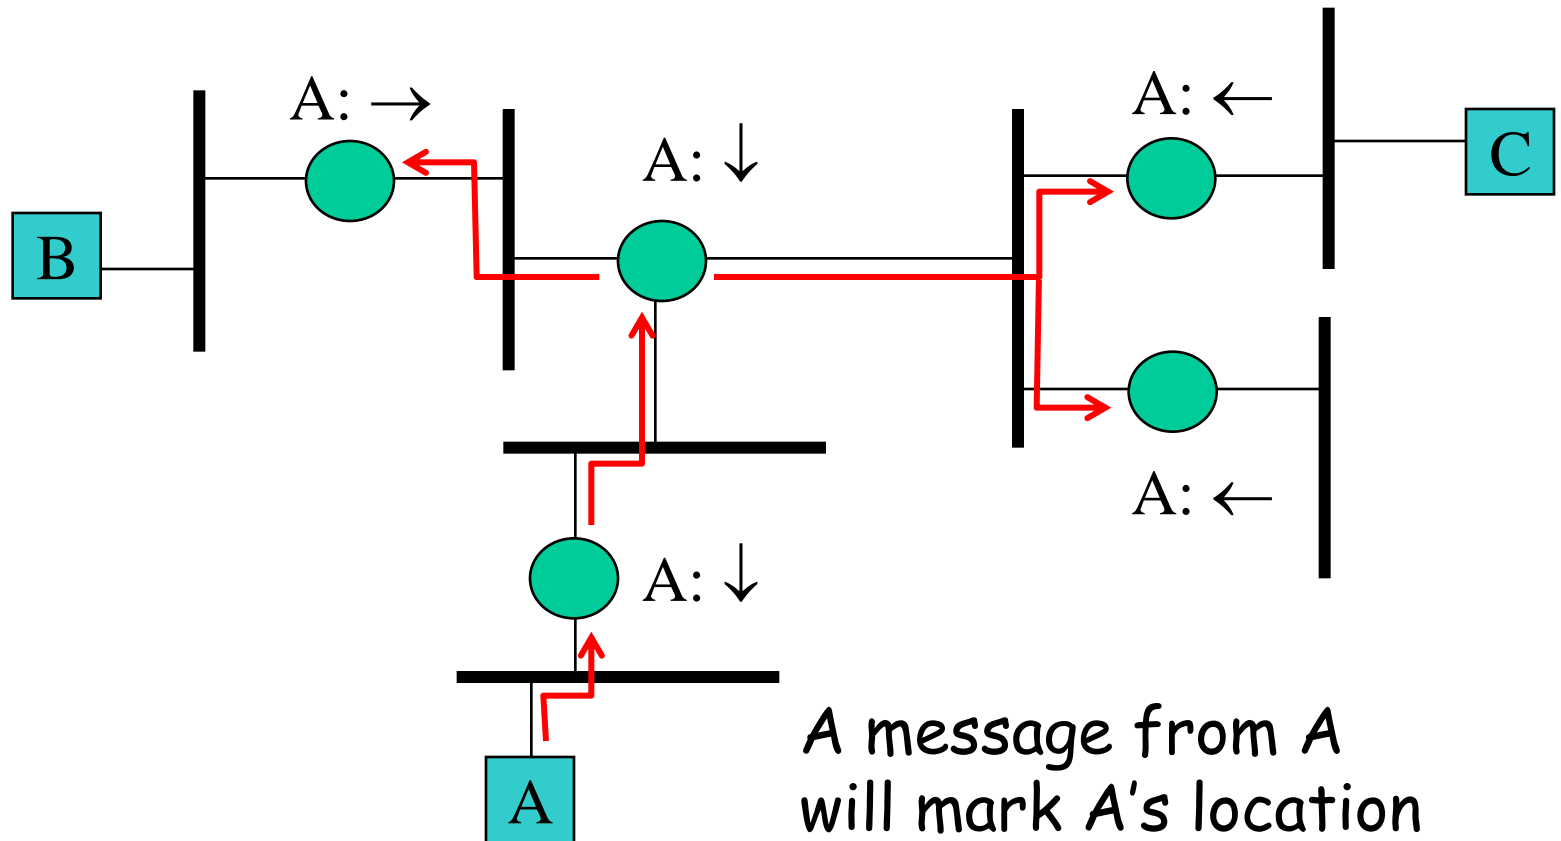 A: →
A: ←
A: ↓
C
B
A: ←
A: ↓
A message from A
will mark A's location
A